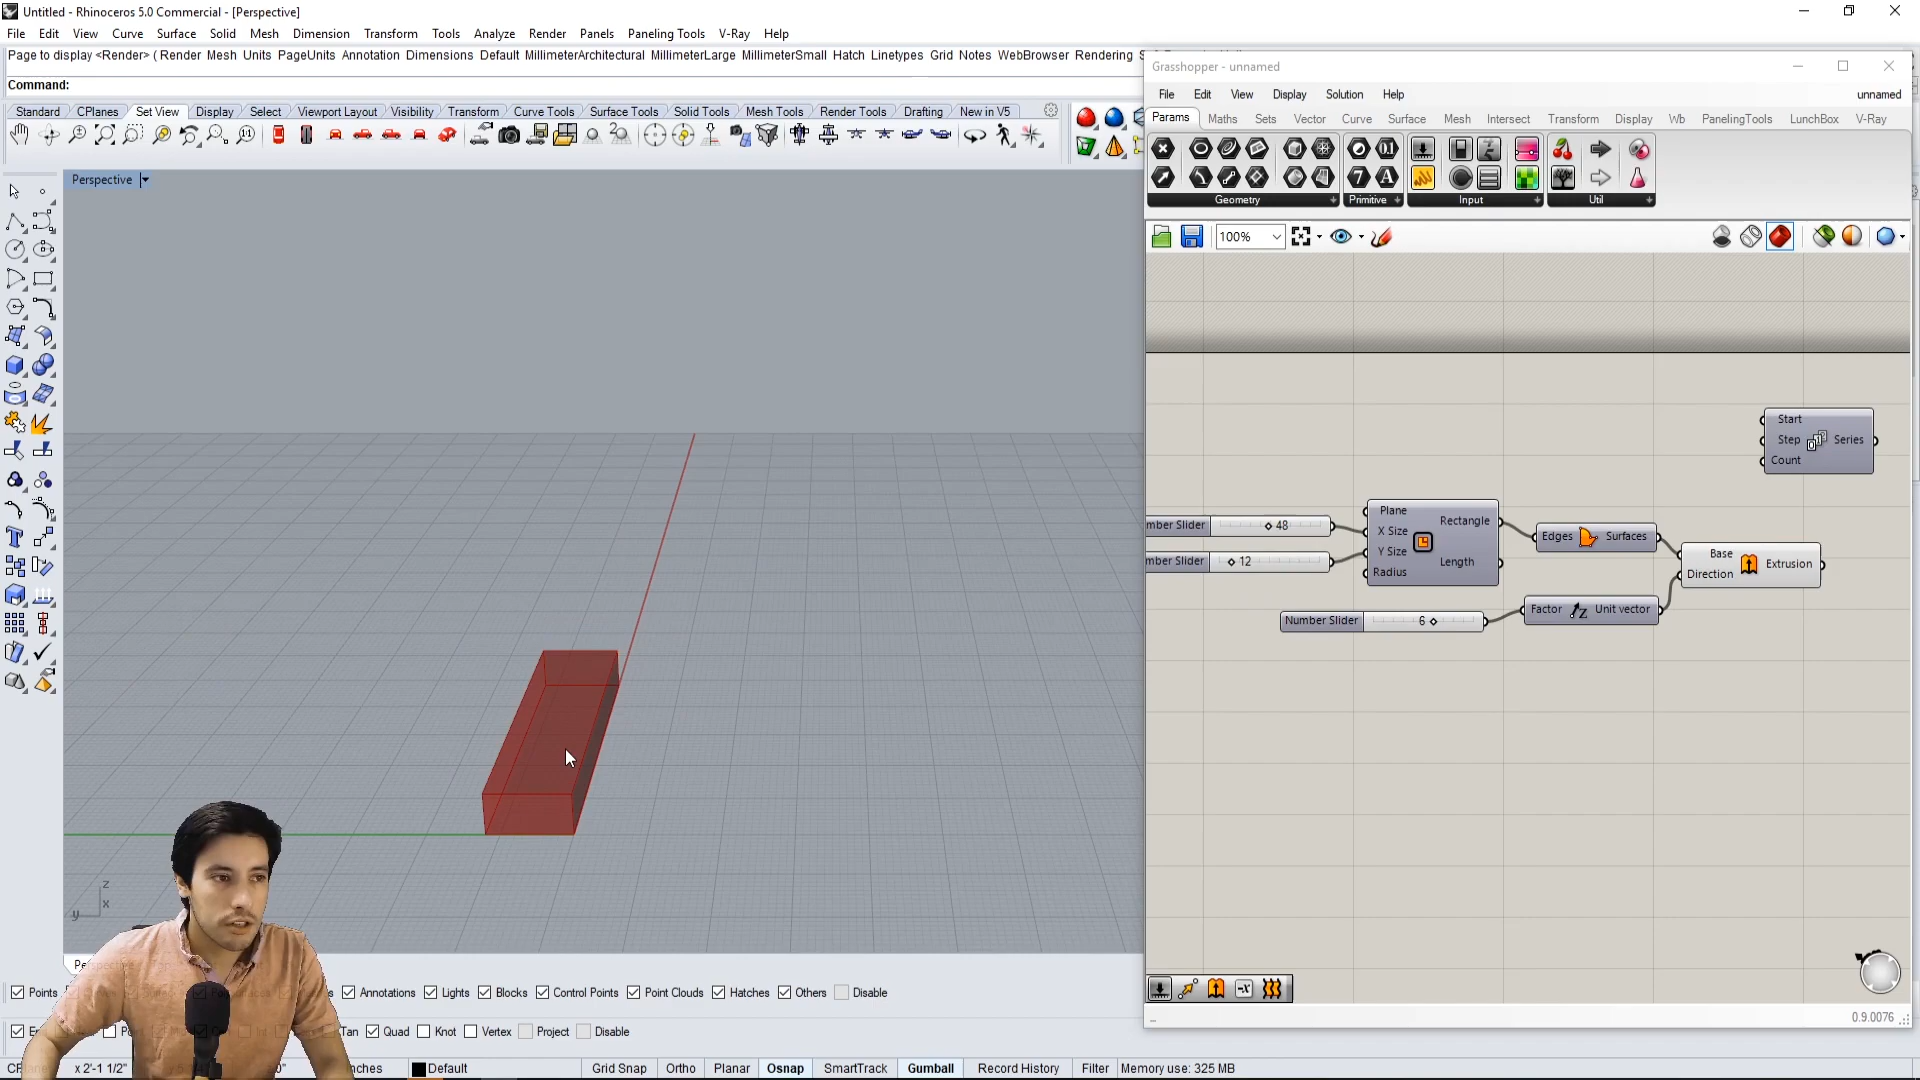 Untitled - Rhinoceros 5.0 Commercial - [Perspective]
File Edit View Curve Surface Solid Mesh Dimension Transform Tools Analyze Render Panels Paneling Tools V-Ray Help
Page to display <Render> ( Render Mesh Units PageUnits Annotation Dimensions Default MillimeterArchitectural MillimeterLarge MillimeterSmall Hatch Linetypes Grid Notes WebBrowser Rendering
Command:
Standard CPlanes Set View Display Select Viewport Layout Visibility Transform Curve Tools Surface Tools Solid Tools Mesh Tools Render Tools Drafting New in V5
Perspective
z
x
y
Points
Annotations Lights Blocks Control Points Point Clouds Hatches Others Disable
Tan Quad Knot Vertex Project Disable
x 2'-1 1/2"
Default Grid Snap Ortho Planar Osnap SmartTrack Gumball Record History Filter Memory use: 325 MB
Grasshopper - unnamed
File Edit View Display Solution Help unnamed
Params Maths Sets Vector Curve Surface Mesh Intersect Transform Display Wb PanelingTools LunchBox V-Ray
Geometry Primitive Input Util
100%
Start
Step Series
Count
mber Slider 48
mber Slider 12
Plane
X Size
Y Size
Radius
Rectangle
Length
Edges Surfaces
Base
Direction
Extrusion
Number Slider 6
Factor Unit vector
0.9.0076